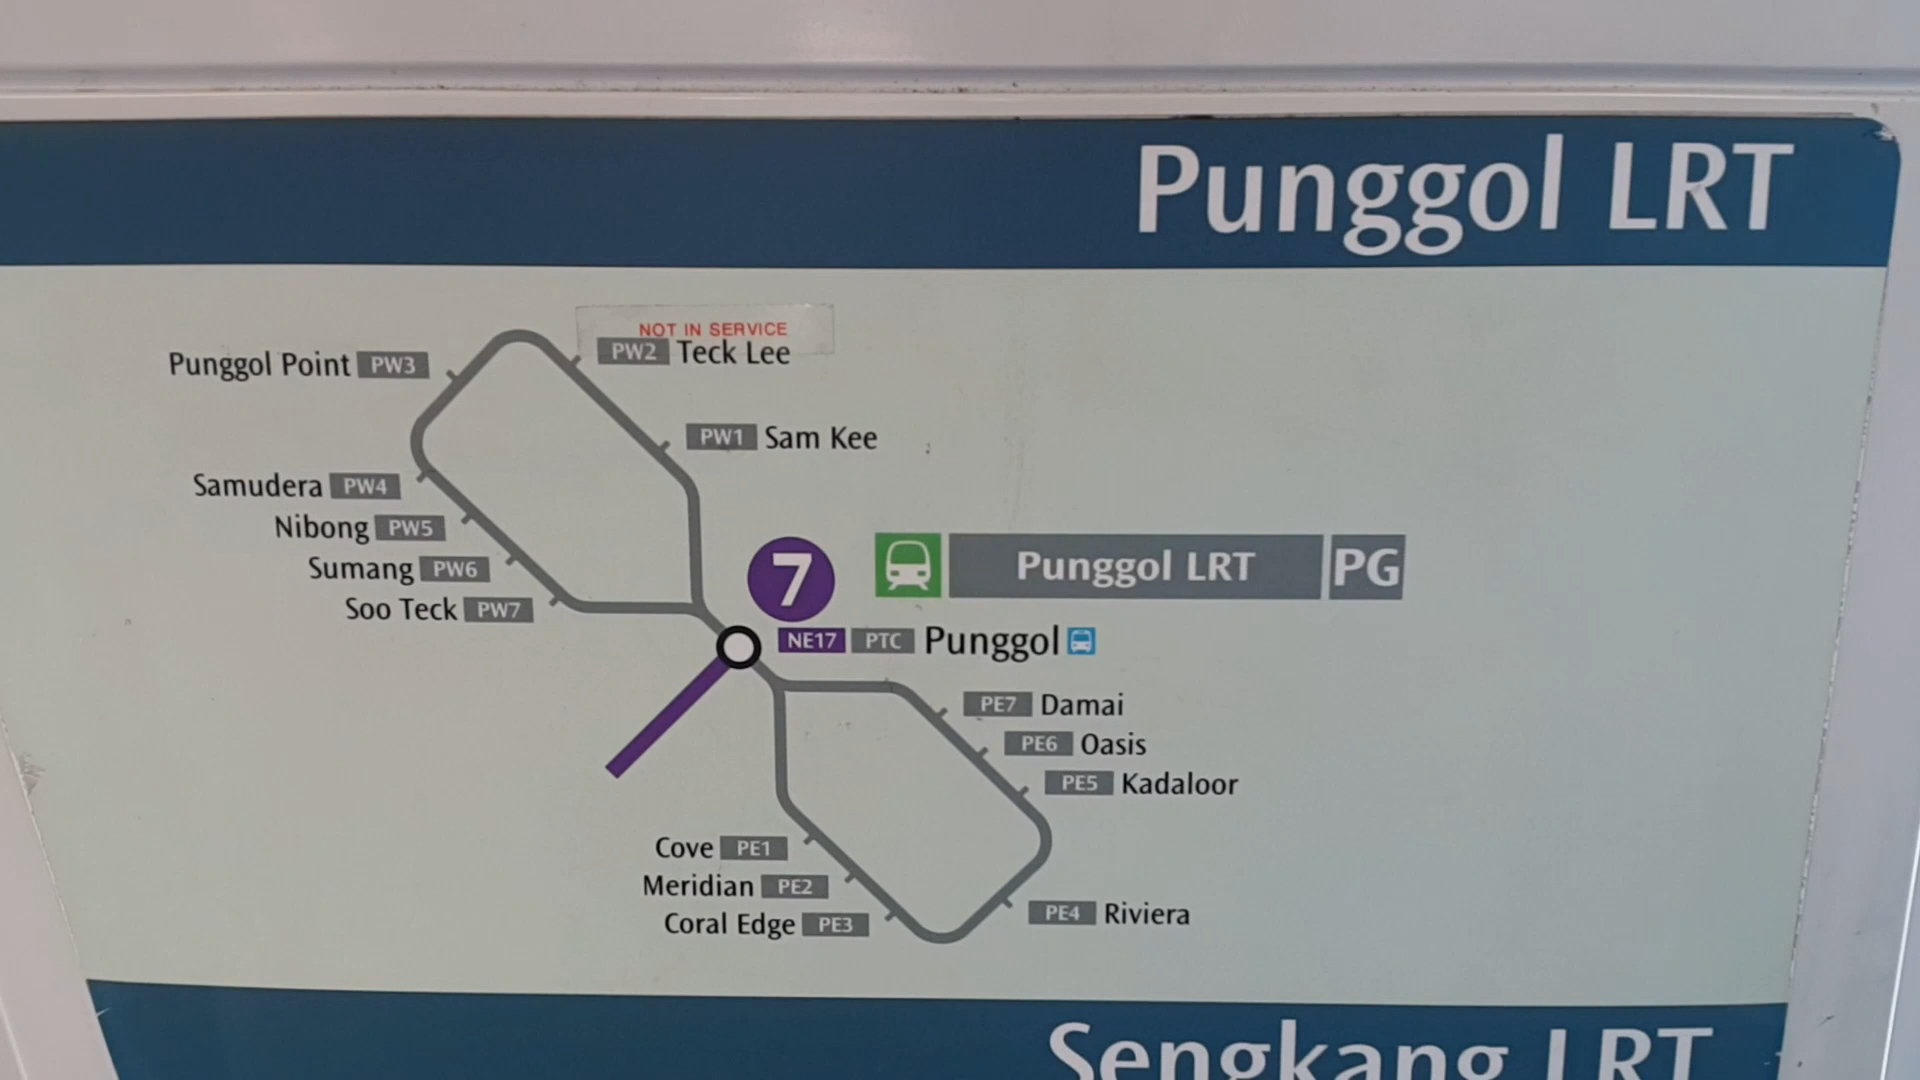 Punggol LRT
NOT IN SERVICE
PW2 Teck Lee
Punggol Point PW3
PW1 Sam Kee
Samudera PW4
Nibong PW5
Sumang PW6
Soo Teck PW7
7
Punggol LRT PG
NE17 PTC Punggol
PE7 Damai
PE6 Oasis
PE5 Kadaloor
Cove PE1
Meridian PE2
Coral Edge PE3
PE4 Riviera
Sengkang LRT